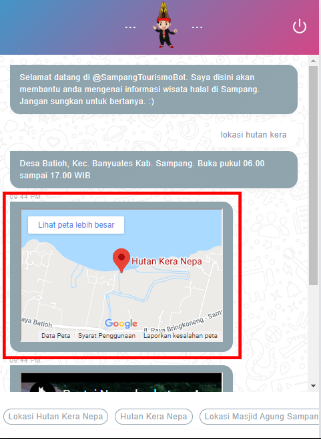 Selamat datang di @SampangTourismoBot. Saya disini akan
membantu anda mengenai informasi wisata halal di Sampang.
Jangan sungkan untuk bertanya. :)
lokasi hutan kera
Desa Batioh, Kec. Banyuates Kab. Sampang. Buka pukul 06.00
sampai 17.00 WIB
Lihat peta lebih besar
Hutan Kera Nepa
aya Batioh
Google
Jl. Raya Bringkoneng, Sam
Data Peta
Syarat Penggunaan
Laporkan kesalahan peta
Lokasi Hutan Kera Nepa
Hutan Kera Nepa
Lokasi Masjid Agung Sampan